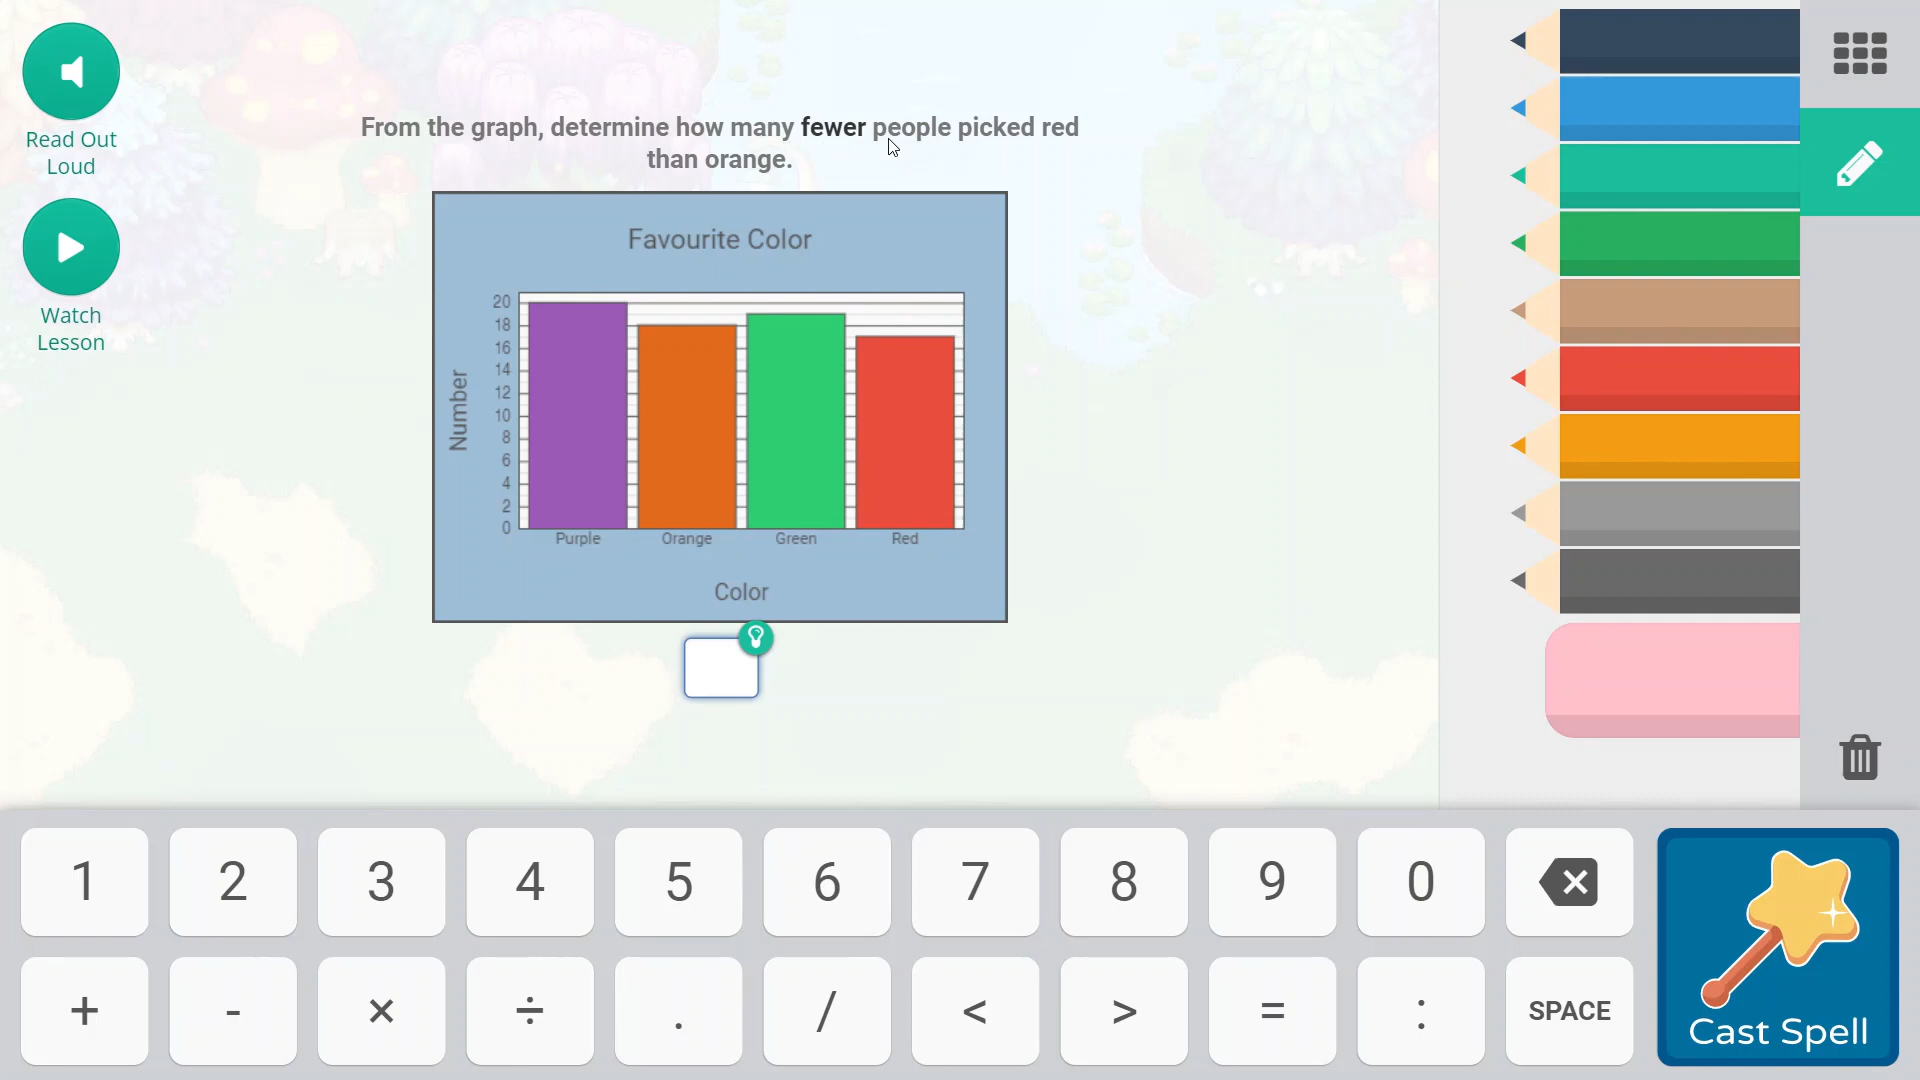 Read Out
Loud
Watch
Lesson
From the graph, determine how many fewer people picked red
than orange.
Favourite Color
Number
20
18
16
14
12
10
8
6
4
2
0
Purple Orange Green Red
Color
1 2 3 4 5 6 7 8 9 0
+ - × ÷ . / < > = : SPACE
Cast Spell